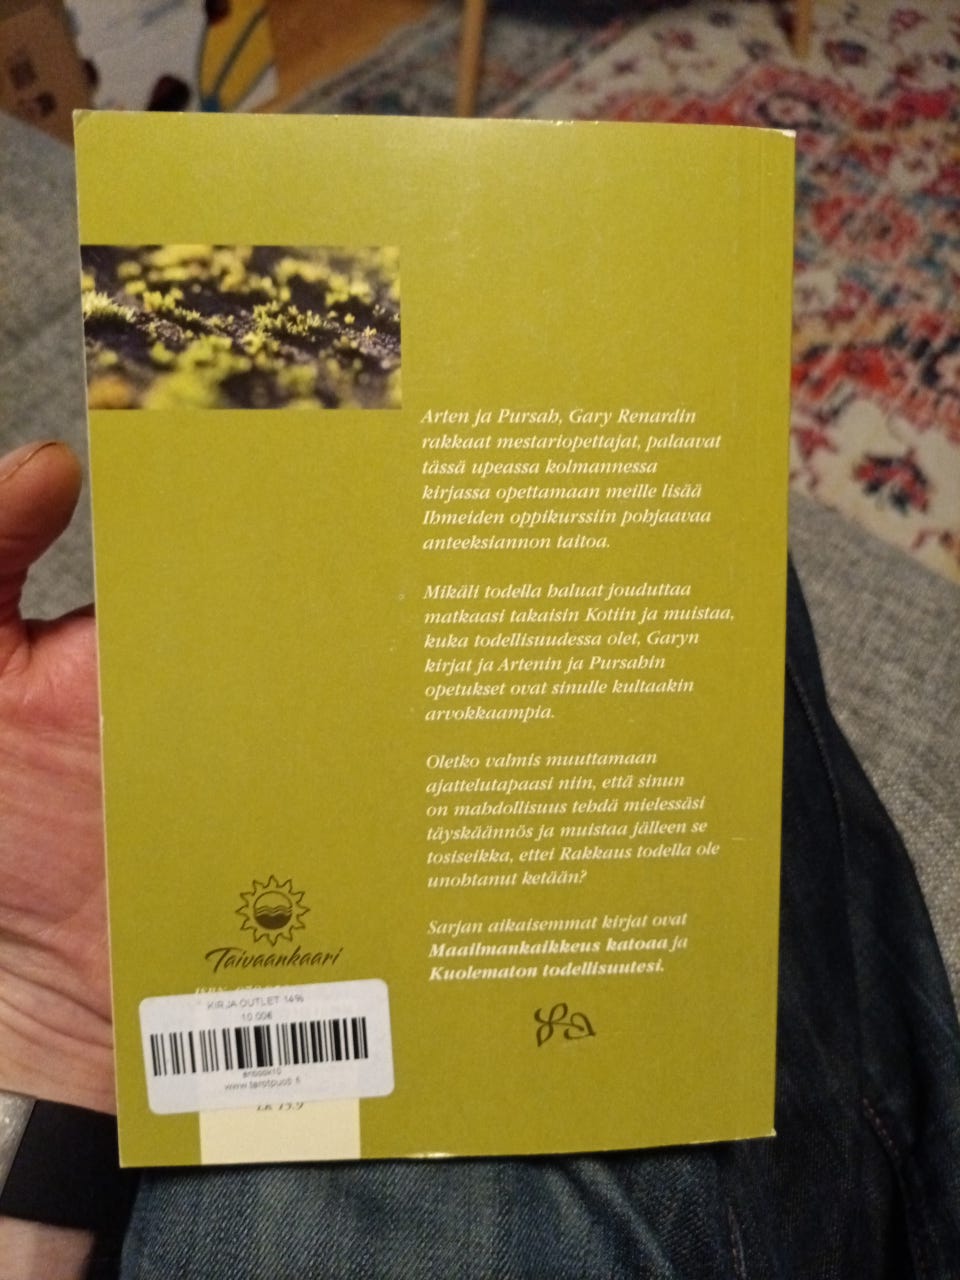 Arten ja Pursah, Gary Renardin
rakkaat mestariopettajat, palaavat
tässä upeassa kolmannessa
kirjassa opettamaan meille lisää
Ihmeiden oppikurssiin pohjaavaa
anteeksiannon taitoa.
Mikäli todella haluat jouduttaa
matkaasi takaisin Kotiin ja muistaa,
kuka todellisuudessa olet, Garyn
kirjat ja Artenin ja Pursahin
opetukset ovat sinulle kultaakin
arvokkaampia.
Oletko valmis muuttamaan
ajattelutapaasi niin, että sinun
on mahdollisuus tehdä mielessäsi
täyskäännös ja muistaa jälleen se
tosiseikka, ettei Rakkaus todella ole
unohtanut ketään?
Sarjan aikaisemmat kirjat ovat
Maailmankaikkeus katoaa ja
Kuolematon todellisuutesi.
Taivaankaari
KIRJA OUTLET 14%
10.00€
www.tarotpuoti.fi